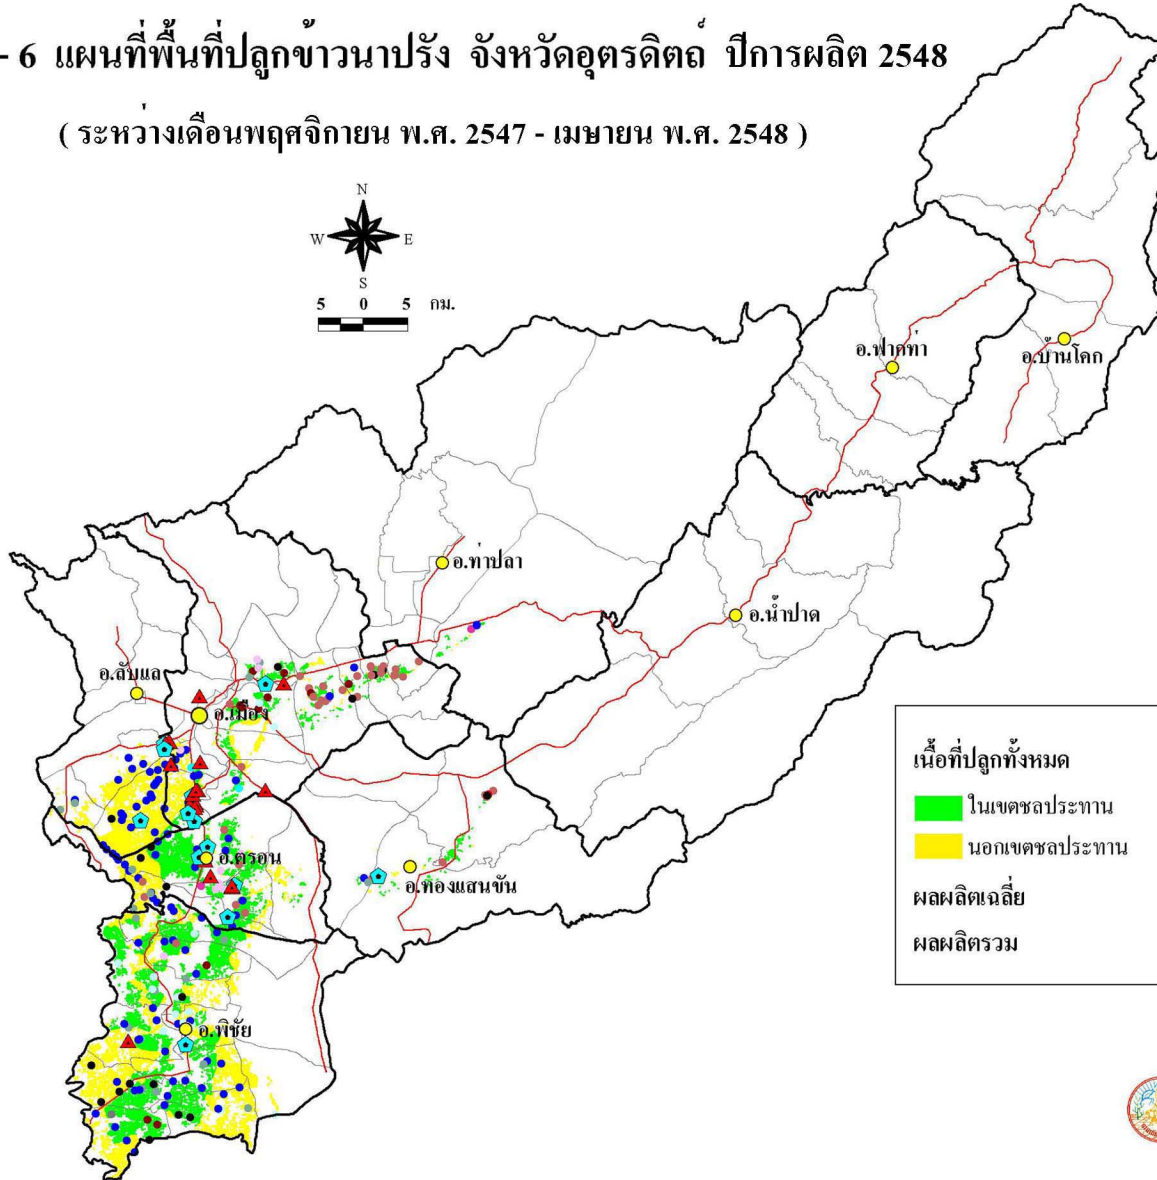 - 6 แผนที่พื้นที่ปลูกข้าวนาปรัง จังหวัดอุตรดิตถ์ ปีการผลิต 2548
( ระหว่างเดือนพฤศจิกายน พ.ศ. 2547 - เมษายน พ.ศ. 2548 )
N
W E
S
5 0 5 กม.
อ.ฟากท่า
อ.บ้านโคก
อ.ท่าปลา
อ.น้ำปาด
อ.ลับแล
อ.เมือง
อ.ตรอน
อ.ทองแสนขัน
อ.พิชัย
เนื้อที่ปลูกทั้งหมด
ในเขตชลประทาน
นอกเขตชลประทาน
ผลผลิตเฉลี่ย
ผลผลิตรวม